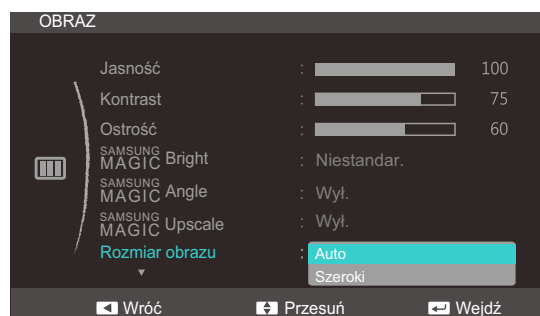 OBRAZ
Jasność : 100
Kontrast : 75
Ostrość : 60
SAMSUNG MAGIC Bright : Niestandar.
SAMSUNG MAGIC Angle : Wył.
SAMSUNG MAGIC Upscale : Wył.
Rozmiar obrazu : Auto
Szeroki
Wróć Przesuń Wejdź